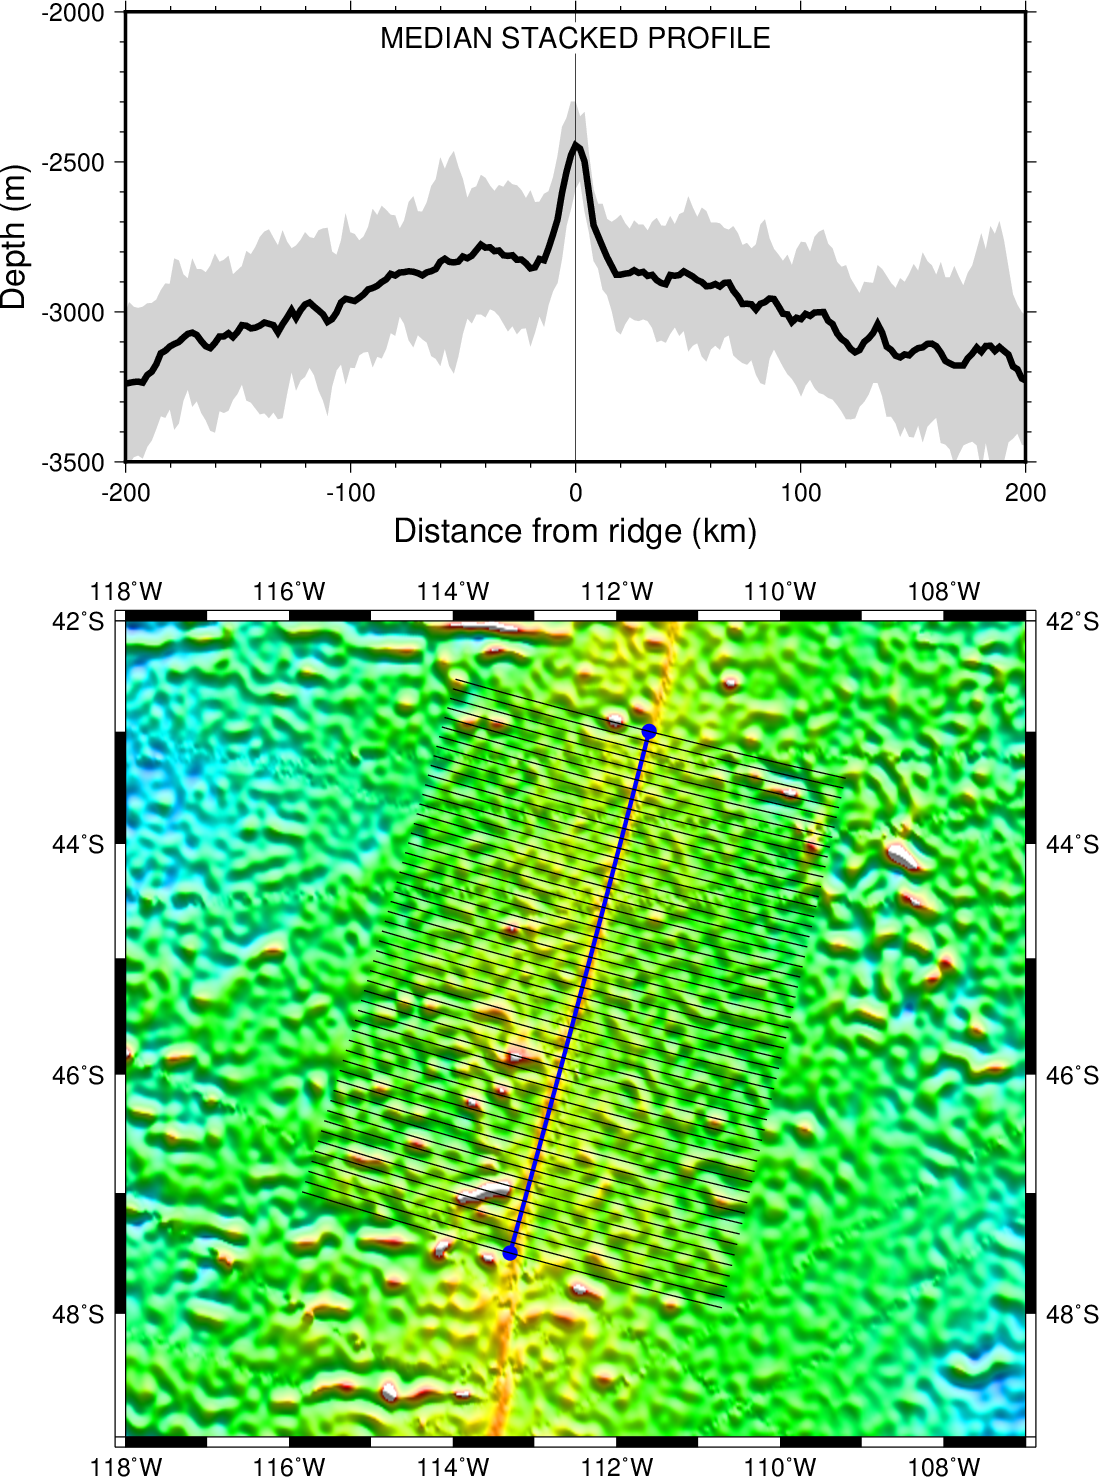 -2000
MEDIAN STACKED PROFILE
-2500
-3000
-3500
Depth (m)
-200 -100 0 100 200
Distance from ridge (km)
118˚W 116˚W 114˚W 112˚W 110˚W 108˚W
42˚S 42˚S
44˚S 44˚S
46˚S 46˚S
48˚S 48˚S
118˚W 116˚W 114˚W 112˚W 110˚W 108˚W